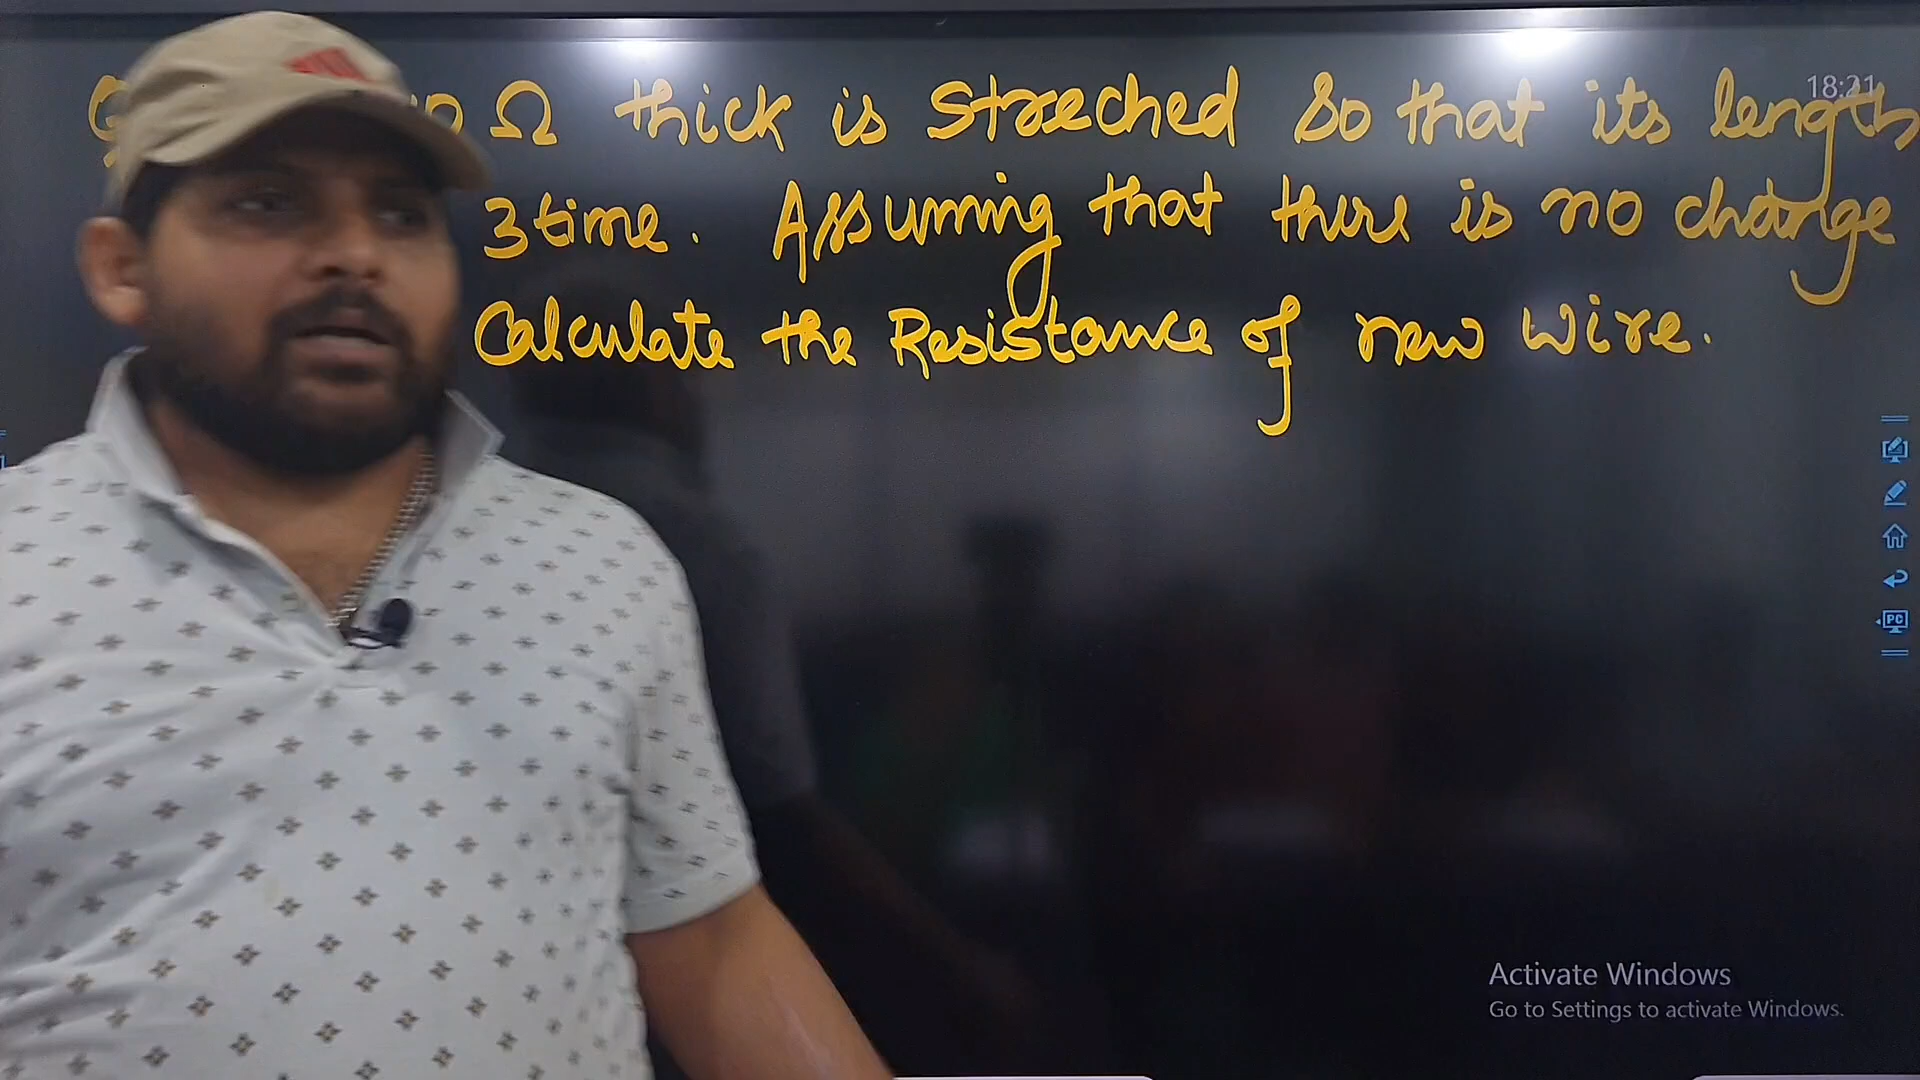 Ω thick is streched so that its length
3 time. Assuming that there is no change
Calculate the Resistance of new wire.
18:21
PC
Activate Windows
Go to Settings to activate Windows.